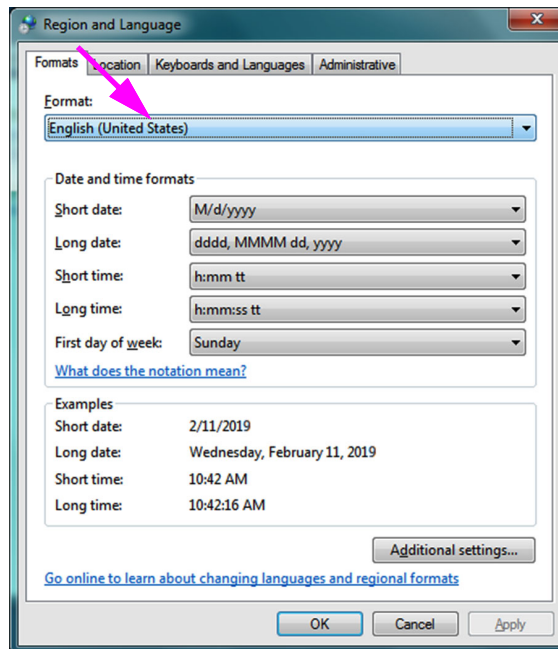 Region and Language
Formats Location Keyboards and Languages Administrative
Format:
English (United States)
Date and time formats
Short date: M/d/yyyy
Long date: dddd, MMMM dd, yyyy
Short time: h:mm tt
Long time: h:mm:ss tt
First day of week: Sunday
What does the notation mean?
Examples
Short date: 2/11/2019
Long date: Wednesday, February 11, 2019
Short time: 10:42 AM
Long time: 10:42:16 AM
Additional settings...
Go online to learn about changing languages and regional formats
OK Cancel Apply